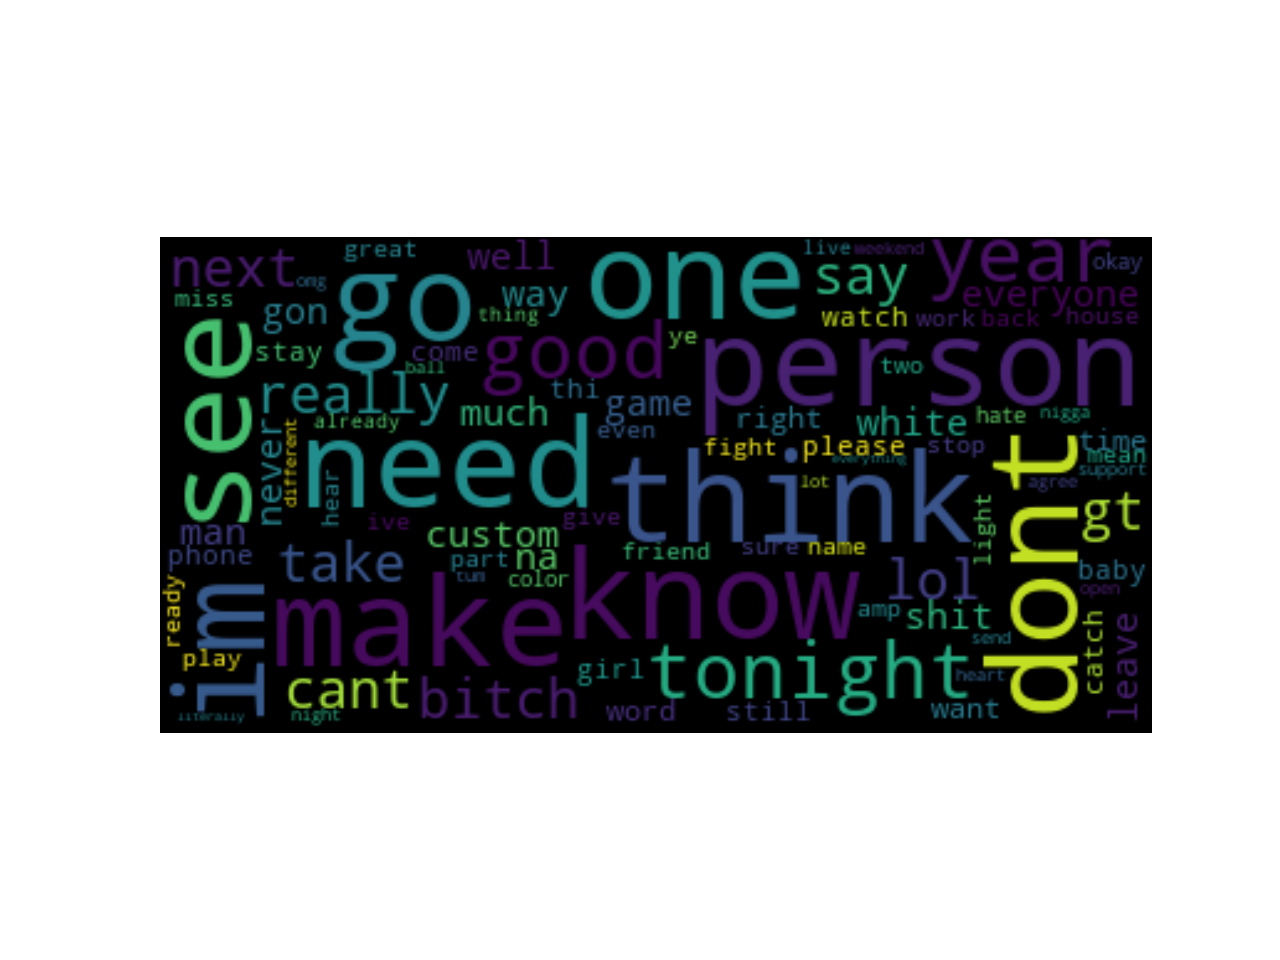 great
well
one
live
weekend
year
okay
next
omg
go
way
say
everyone
miss
gon
thing
watch
work
back
house
see
stay
come
good
ye
person
ball
two
really
thi
game
already
much
even
right
white
hate
nigga
never
different
need
fight
please
stop
time
mean
everything
think
dont
support
hear
lot
agree
man
ive
give
light
gt
custom
phone
take
part
na
friend
sure
name
tum
color
lol
baby
open
ready
im
make
know
amp
shit
catch
leave
send
play
cant
bitch
girl
tonight
heart
literally
night
word
still
want